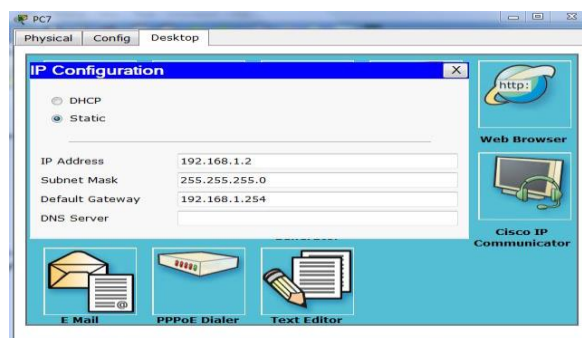 PC7
Physical Config Desktop
IP Configuration X
http:
DHCP
Static
Web Browser
IP Address 192.168.1.2
Subnet Mask 255.255.255.0
Default Gateway 192.168.1.254
DNS Server
Cisco IP
Communicator
E Mail PPPoE Dialer Text Editor